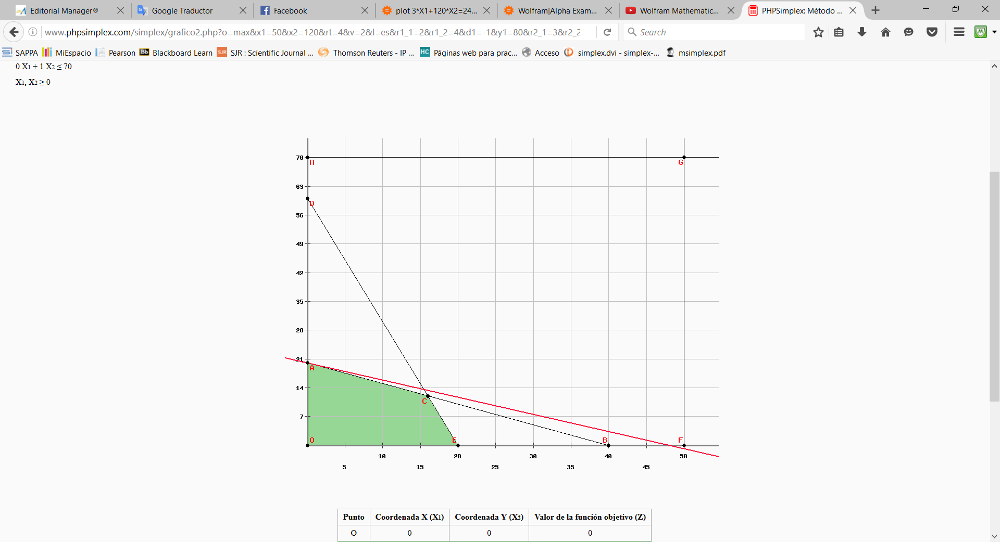 Editorial Manager®
Google Traductor
Facebook
plot 3*X1+120*X2=24...
Wolfram|Alpha Exam...
Wolfram Mathematic...
PHPSimplex: Método ...
www.phpsimplex.com/simplex/grafico2.php?o=max&x1=50&x2=120&rt=4&v=2&l=es&r1_1=2&r1_2=4&d1=-1&y1=80&r2_1=3&r2_2
Search
SAPPA
MiEspacio
Pearson
Bb Blackboard Learn
SJR SJR : Scientific Journal ...
Thomson Reuters - IP ...
HC Páginas web para prac...
Acceso
simplex.dvi - simplex-...
msimplex.pdf
0 X1 + 1 X2 ≤ 70
X1, X2 ≥ 0
70
H
G
63
D
56
49
42
35
28
21
A
14
C
7
O
E
B
F
10
20
30
40
50
5
15
25
35
45
Punto Coordenada X (X1) Coordenada Y (X2) Valor de la función objetivo (Z)
O 0 0 0